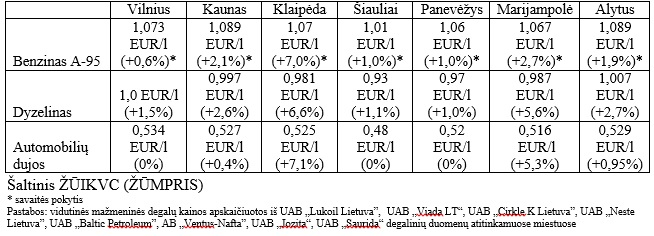 Vilnius Kaunas Klaipėda Šiauliai Panevėžys Marijampolė Alytus
1,073 1,089 1,07 1,01 1,06 1,067 1,089
EUR/l EUR/l EUR/l EUR/l EUR/l EUR/l EUR/l
Benzinas A-95 (+0,6%)* (+2,1%)* (+7,0%)* (+1,0%)* (+1,0%)* (+2,7%)* (+1,9%)*
0,997 0,981 0,93 0,97 0,987 1,007
1,0 EUR/l EUR/l EUR/l EUR/l EUR/l EUR/l EUR/l
Dyzelinas (+1,5%) (+2,6%) (+6,6%) (+1,1%) (+1,0%) (+5,6%) (+2,7%)
0,534 0,527 0,525 0,48 0,52 0,516 0,529
Automobilių EUR/l EUR/l EUR/l EUR/l EUR/l EUR/l EUR/l
dujos (0%) (+0,4%) (+7,1%) (0%) (0%) (+5,3%) (+0,95%)
Šaltinis ŽŪIKVC (ŽŪMPRIS)
* savaitės pokytis
Pastabos: vidutinės mažmeninės degalų kainos apskaičiuotos iš UAB „Lukoil Lietuva”, UAB „Viada LT“, UAB „Cirkle K Lietuva”, UAB „Neste
Lietuva”, UAB „Baltic Petroleum”, AB „Ventus-Nafta”, UAB „Jozita”, UAB „Saurida” degalinių duomenų atitinkamuose miestuose